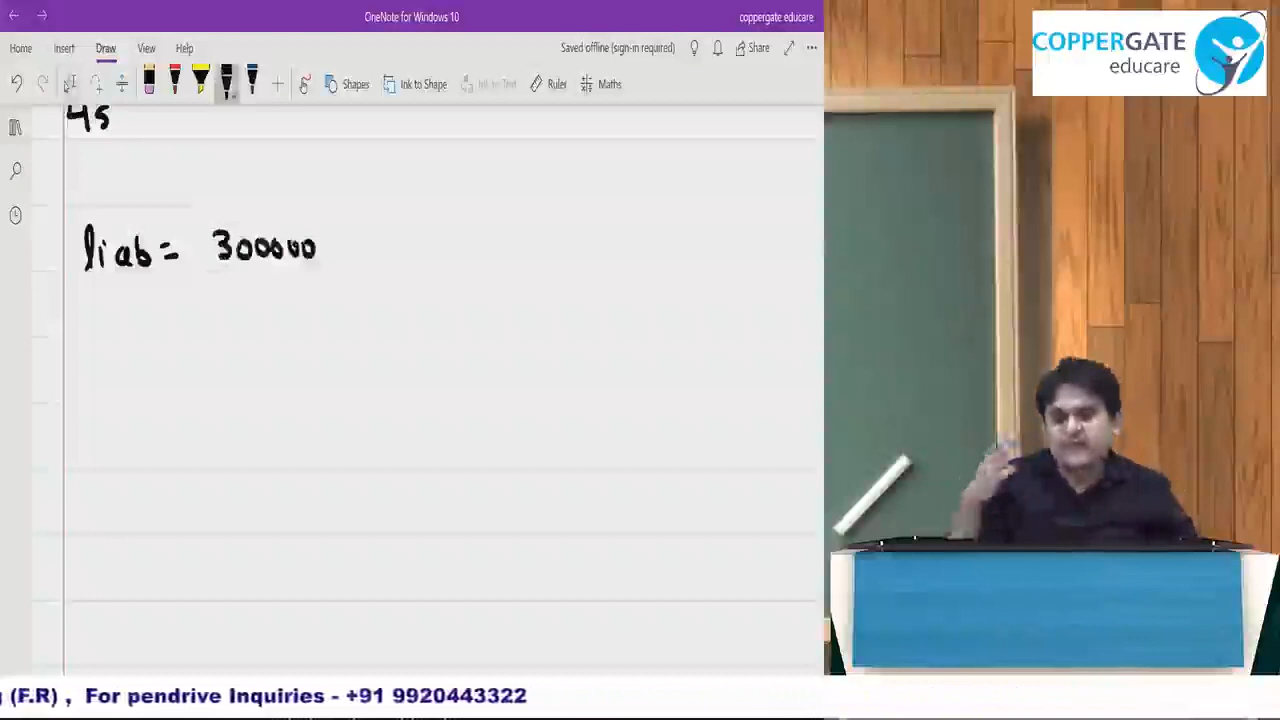 OneNote for Windows 10
coppergate educare
Home Insert Draw View Help
Saved offline (sign-in required)
Share
Shapes
Ink to Shape
Ink to Text
Ruler
Maths
COPPERGATE
educare
45
liab = 300000
(F.R) , For pendrive Inquiries - +91 9920443322